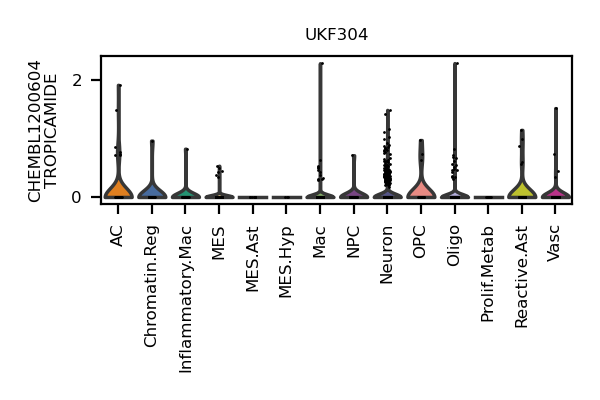 UKF304
CHEMBL1200604
TROPICAMIDE
2
0
AC
Chromatin.Reg
Inflammatory.Mac
MES
MES.Ast
MES.Hyp
Mac
NPC
Neuron
OPC
Oligo
Prolif.Metab
Reactive.Ast
Vasc